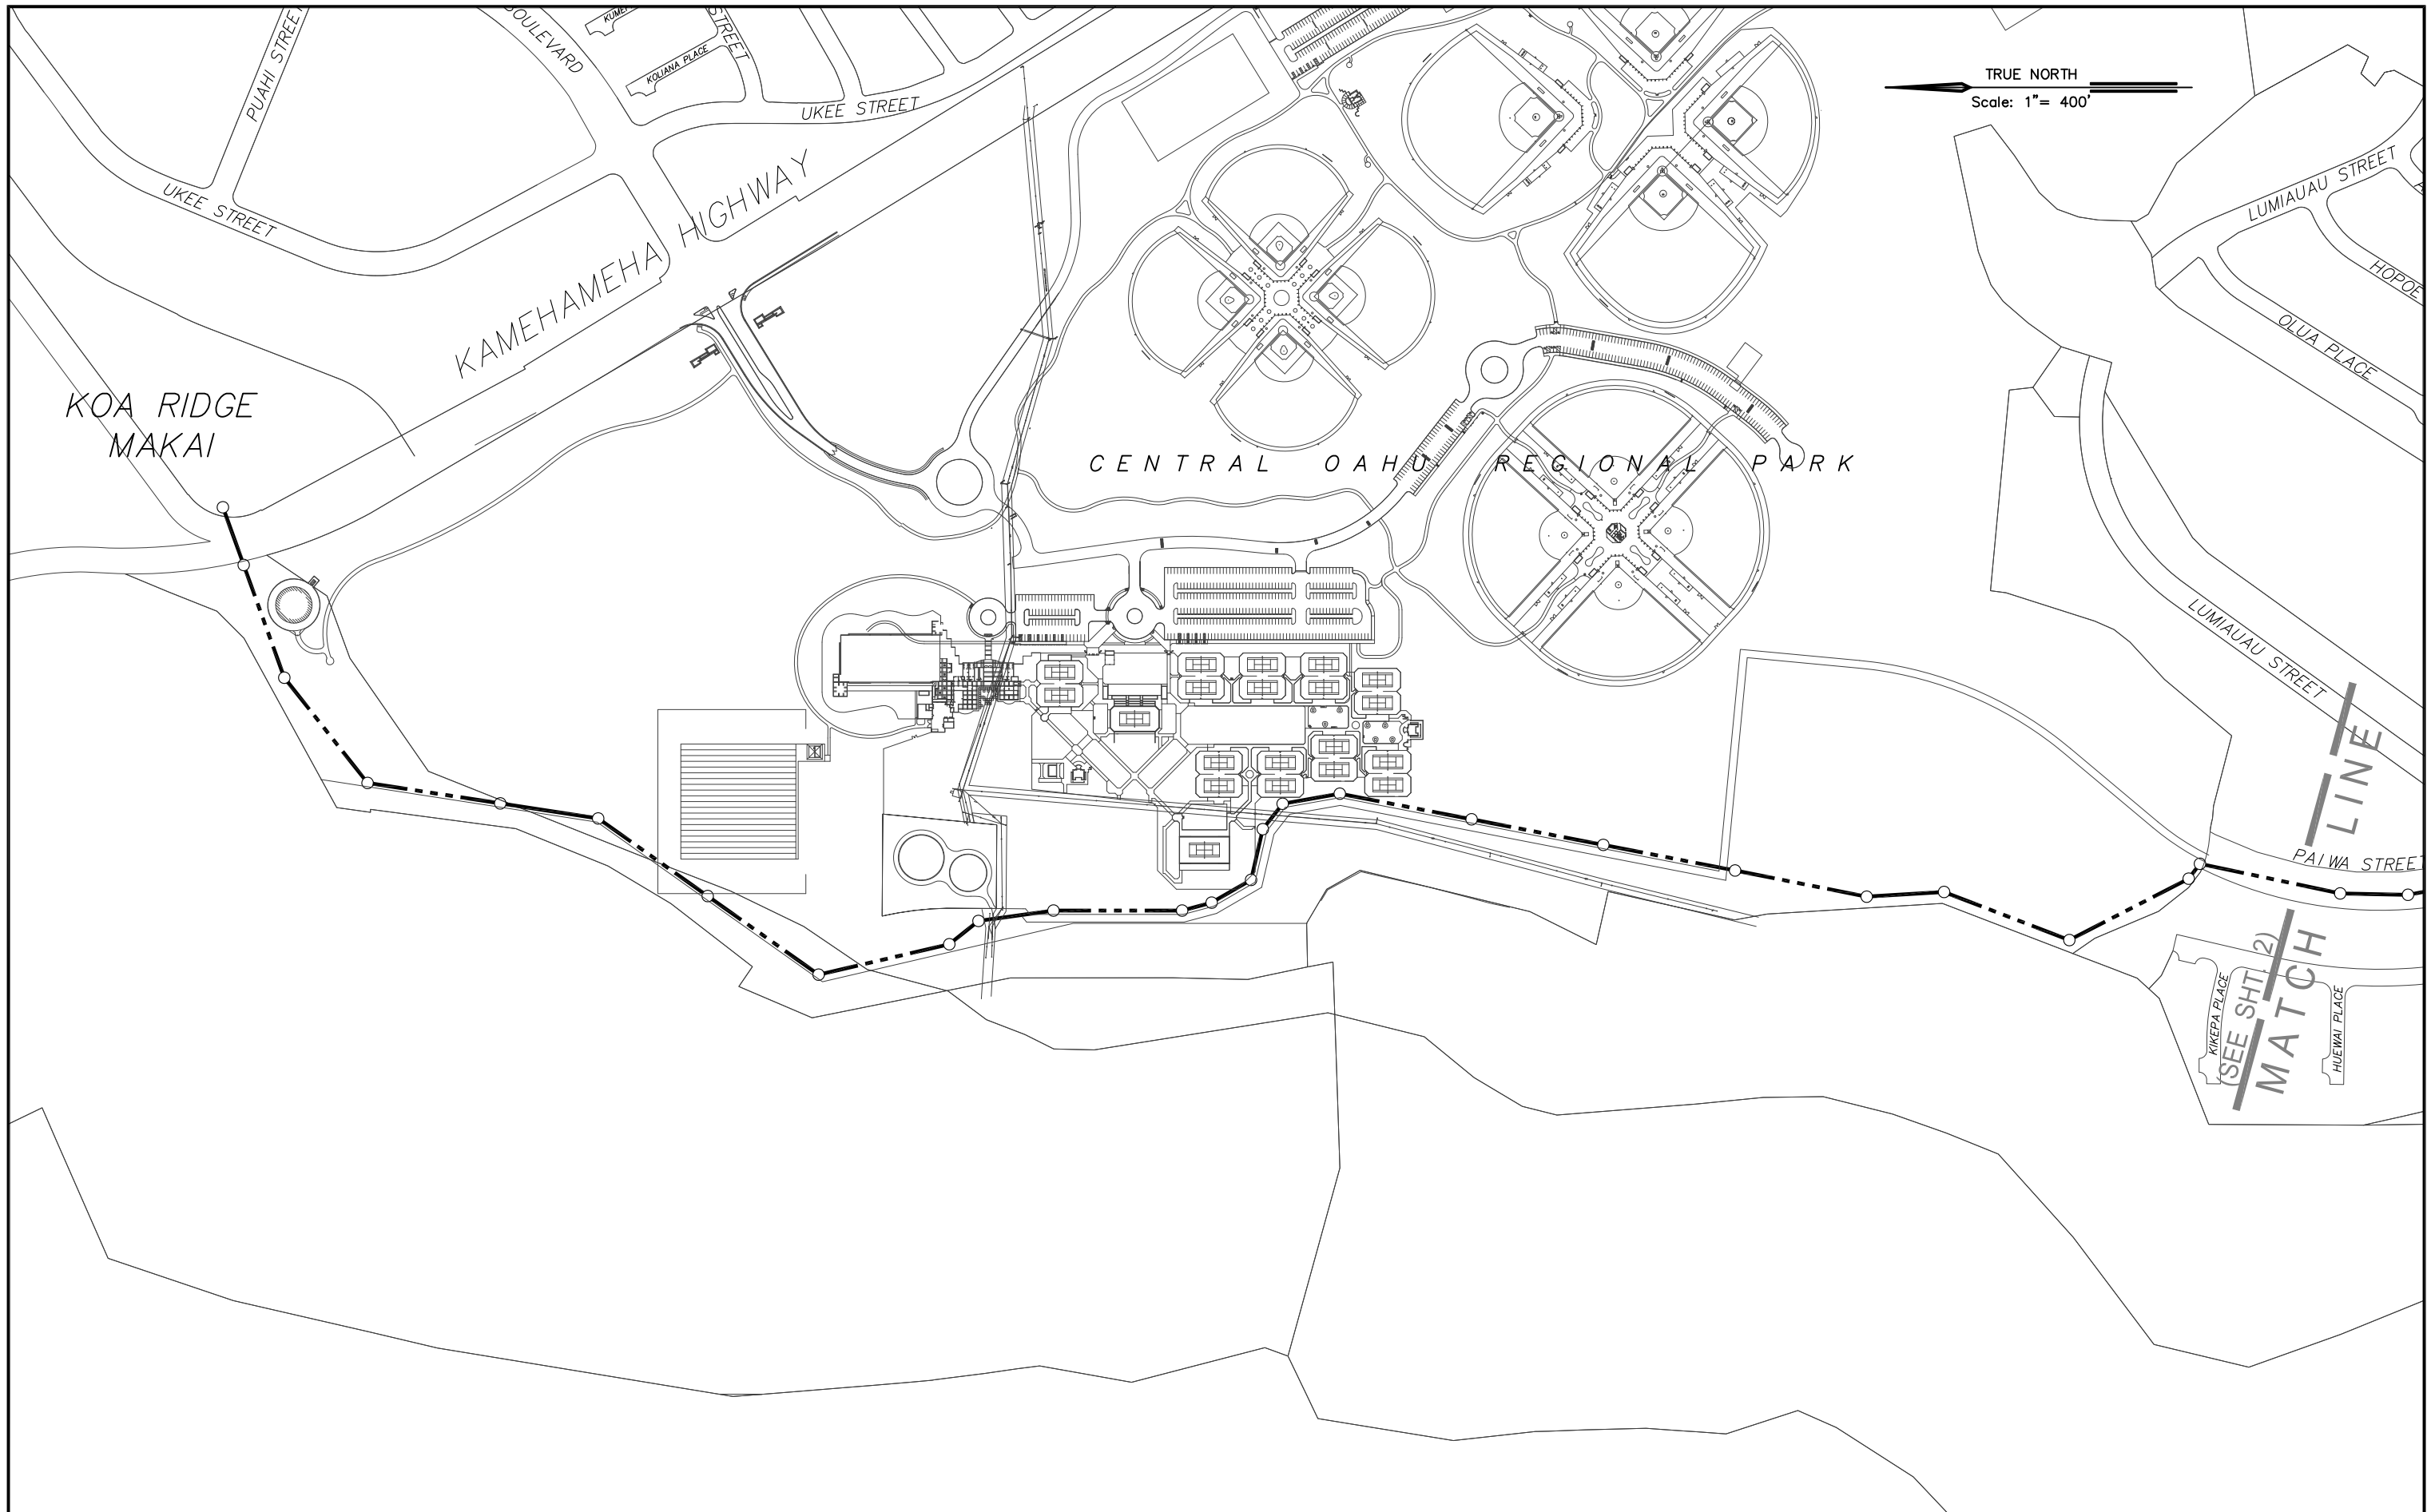 PUAHI STREET
BOULEVARD
STREET
KOLIANA PLACE
UKEE STREET
UKEE STREET
KAMEHAMEHA HIGHWAY
TRUE NORTH
Scale: 1"= 400'
LUMIAUAU STREET
HOPOE
OLUA PLACE
KOA RIDGE
MAKAI
CENTRAL OAHU REGIONAL PARK
LUMIAUAU STREET
PAIWA STREET
MATCH LINE
(SEE SHT. 2)
KIKEPA PLACE
HUEWAI PLACE